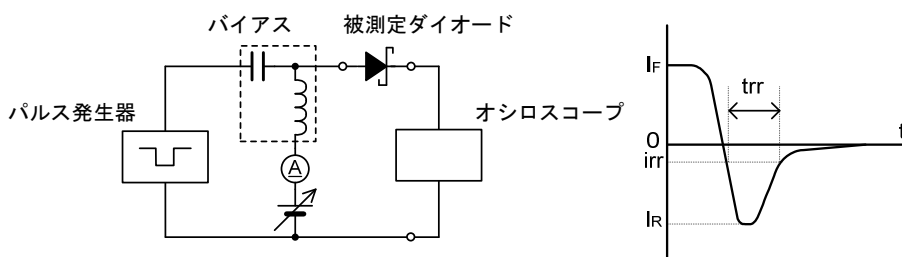 バイアス
被測定ダイオード
パルス発生器
オシロスコープ
A
IF
trr
0
t
irr
IR